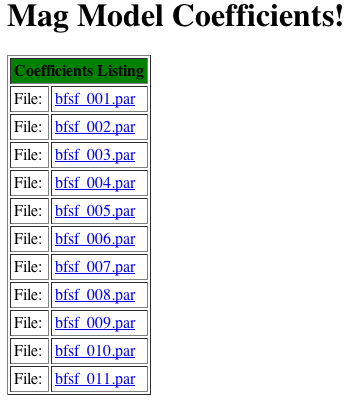 Mag Model Coefficients!
Coefficients Listing
File: bfsf_001.par
File: bfsf_002.par
File: bfsf_003.par
File: bfsf_004.par
File: bfsf_005.par
File: bfsf_006.par
File: bfsf_007.par
File: bfsf_008.par
File: bfsf_009.par
File: bfsf_010.par
File: bfsf_011.par